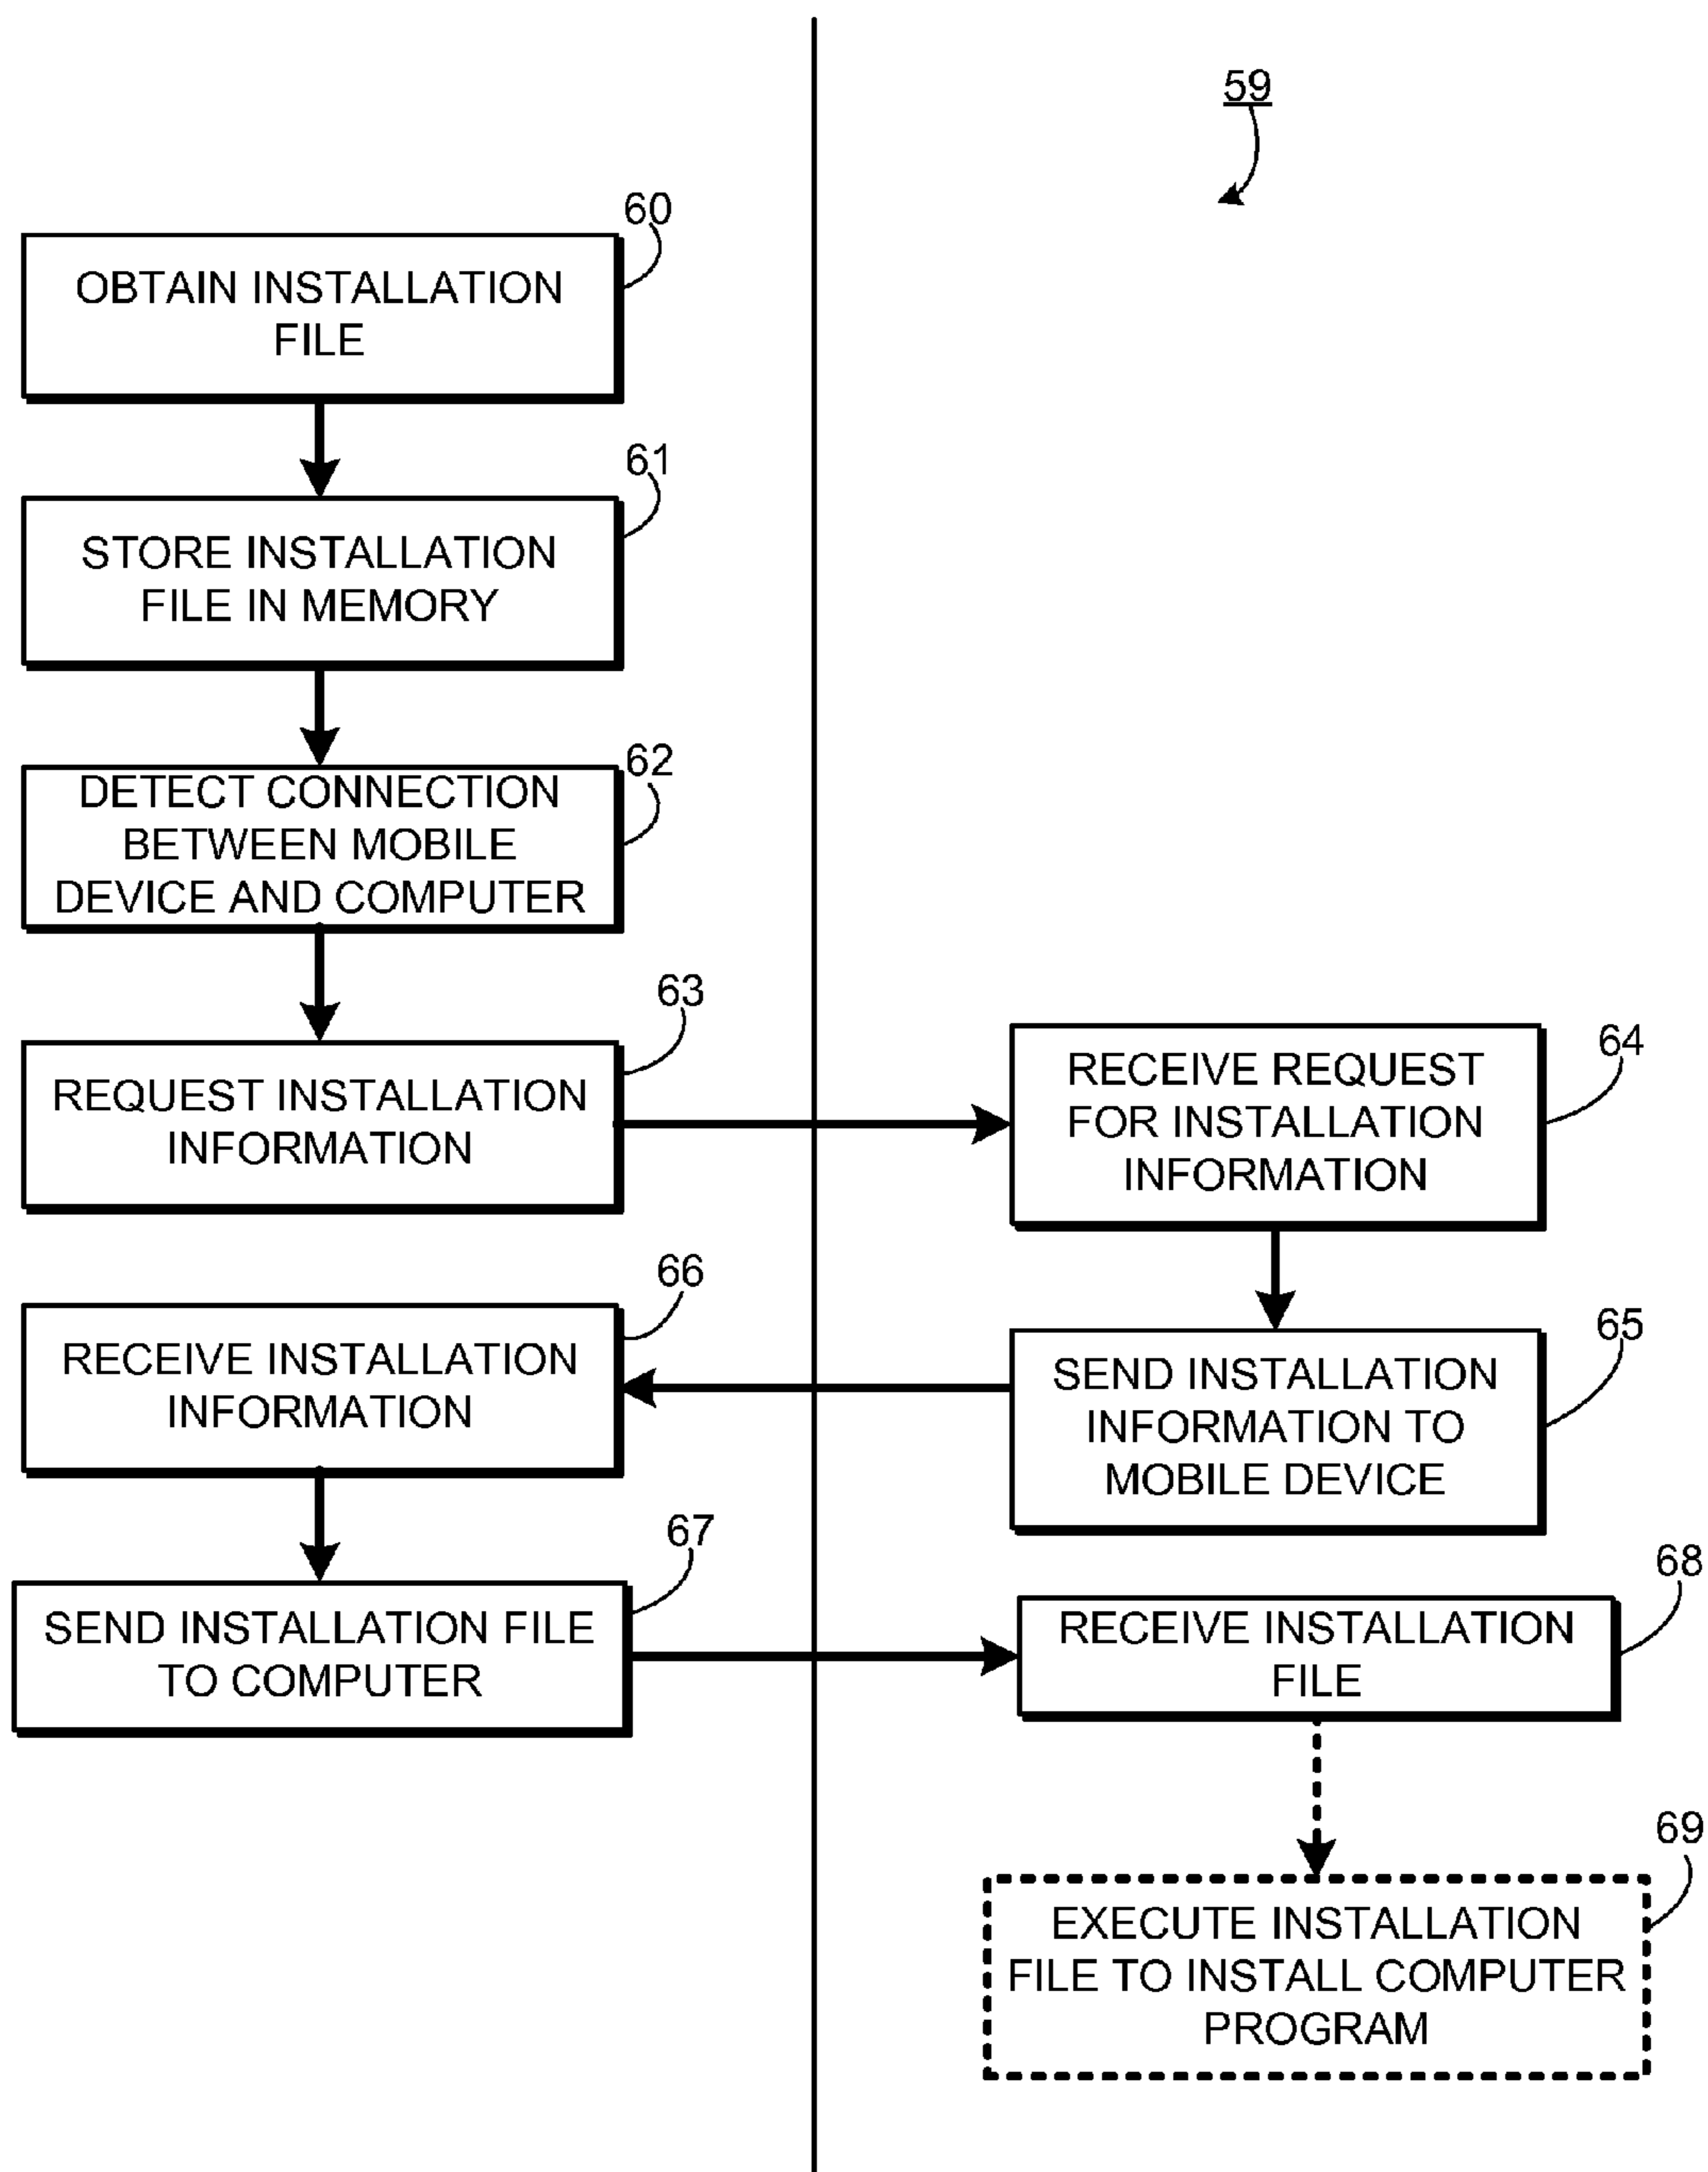 59
60
OBTAIN INSTALLATION
FILE
61
STORE INSTALLATION
FILE IN MEMORY
62
DETECT CONNECTION
BETWEEN MOBILE
DEVICE AND COMPUTER
63
REQUEST INSTALLATION
INFORMATION
64
RECEIVE REQUEST
FOR INSTALLATION
INFORMATION
65
SEND INSTALLATION
INFORMATION TO
MOBILE DEVICE
66
RECEIVE INSTALLATION
INFORMATION
67
SEND INSTALLATION FILE
TO COMPUTER
68
RECEIVE INSTALLATION
FILE
69
EXECUTE INSTALLATION
FILE TO INSTALL COMPUTER
PROGRAM